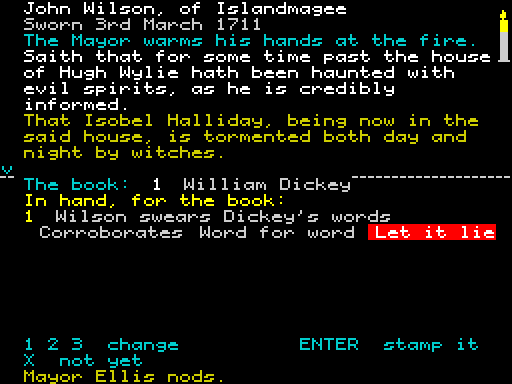 John Wilson, of Islandmagee
Sworn 3rd March 1711
The Mayor warms his hands at the fire.
Saith that for some time past the house
of Hugh Wylie hath been haunted with
evil spirits, as he is credibly
informed.
That Isobel Halliday, being now in the
said house, is tormented both day and
night by witches.
v
The book: 1 William Dickey
In hand, for the book:
1 Wilson swears Dickey's words
Corroborates Word for word Let it lie
1 2 3 change ENTER stamp it
X not yet
Mayor Ellis nods.